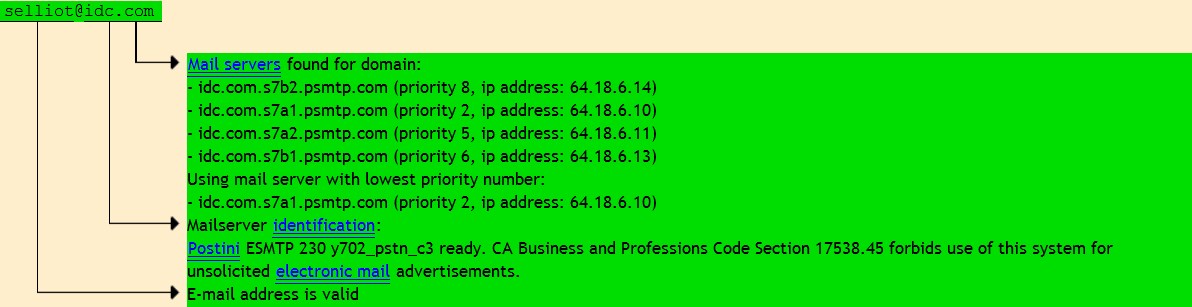 selliot@idc.com
Mail servers found for domain:
- idc.com.s7b2.psmtp.com (priority 8, ip address: 64.18.6.14)
- idc.com.s7a1.psmtp.com (priority 2, ip address: 64.18.6.10)
- idc.com.s7a2.psmtp.com (priority 5, ip address: 64.18.6.11)
- idc.com.s7b1.psmtp.com (priority 6, ip address: 64.18.6.13)
Using mail server with lowest priority number:
- idc.com.s7a1.psmtp.com (priority 2, ip address: 64.18.6.10)
Mailserver identification:
Postini ESMTP 230 y702_pstn_c3 ready. CA Business and Professions Code Section 17538.45 forbids use of this system for
unsolicited electronic mail advertisements.
E-mail address is valid